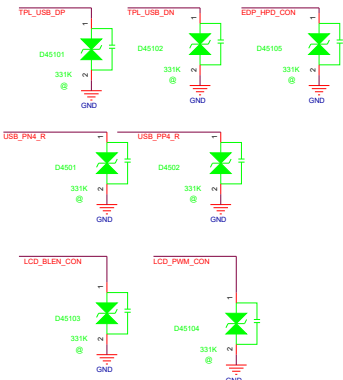 TPL_USB_DP TPL_USB_DN EDP_HPD_CON
1 1 1
D45101 D45102 D45105
2 2 2
331K 331K 331K
@ @ @
GND GND GND
USB_PN4_R USB_PP4_R
1 1
D4501 D4502
2 2
331K 331K
@ @
GND GND
LCD_BLEN_CON LCD_PWM_CON
1 1
D45103 D45104
2 2
331K 331K
@ @
GND GND